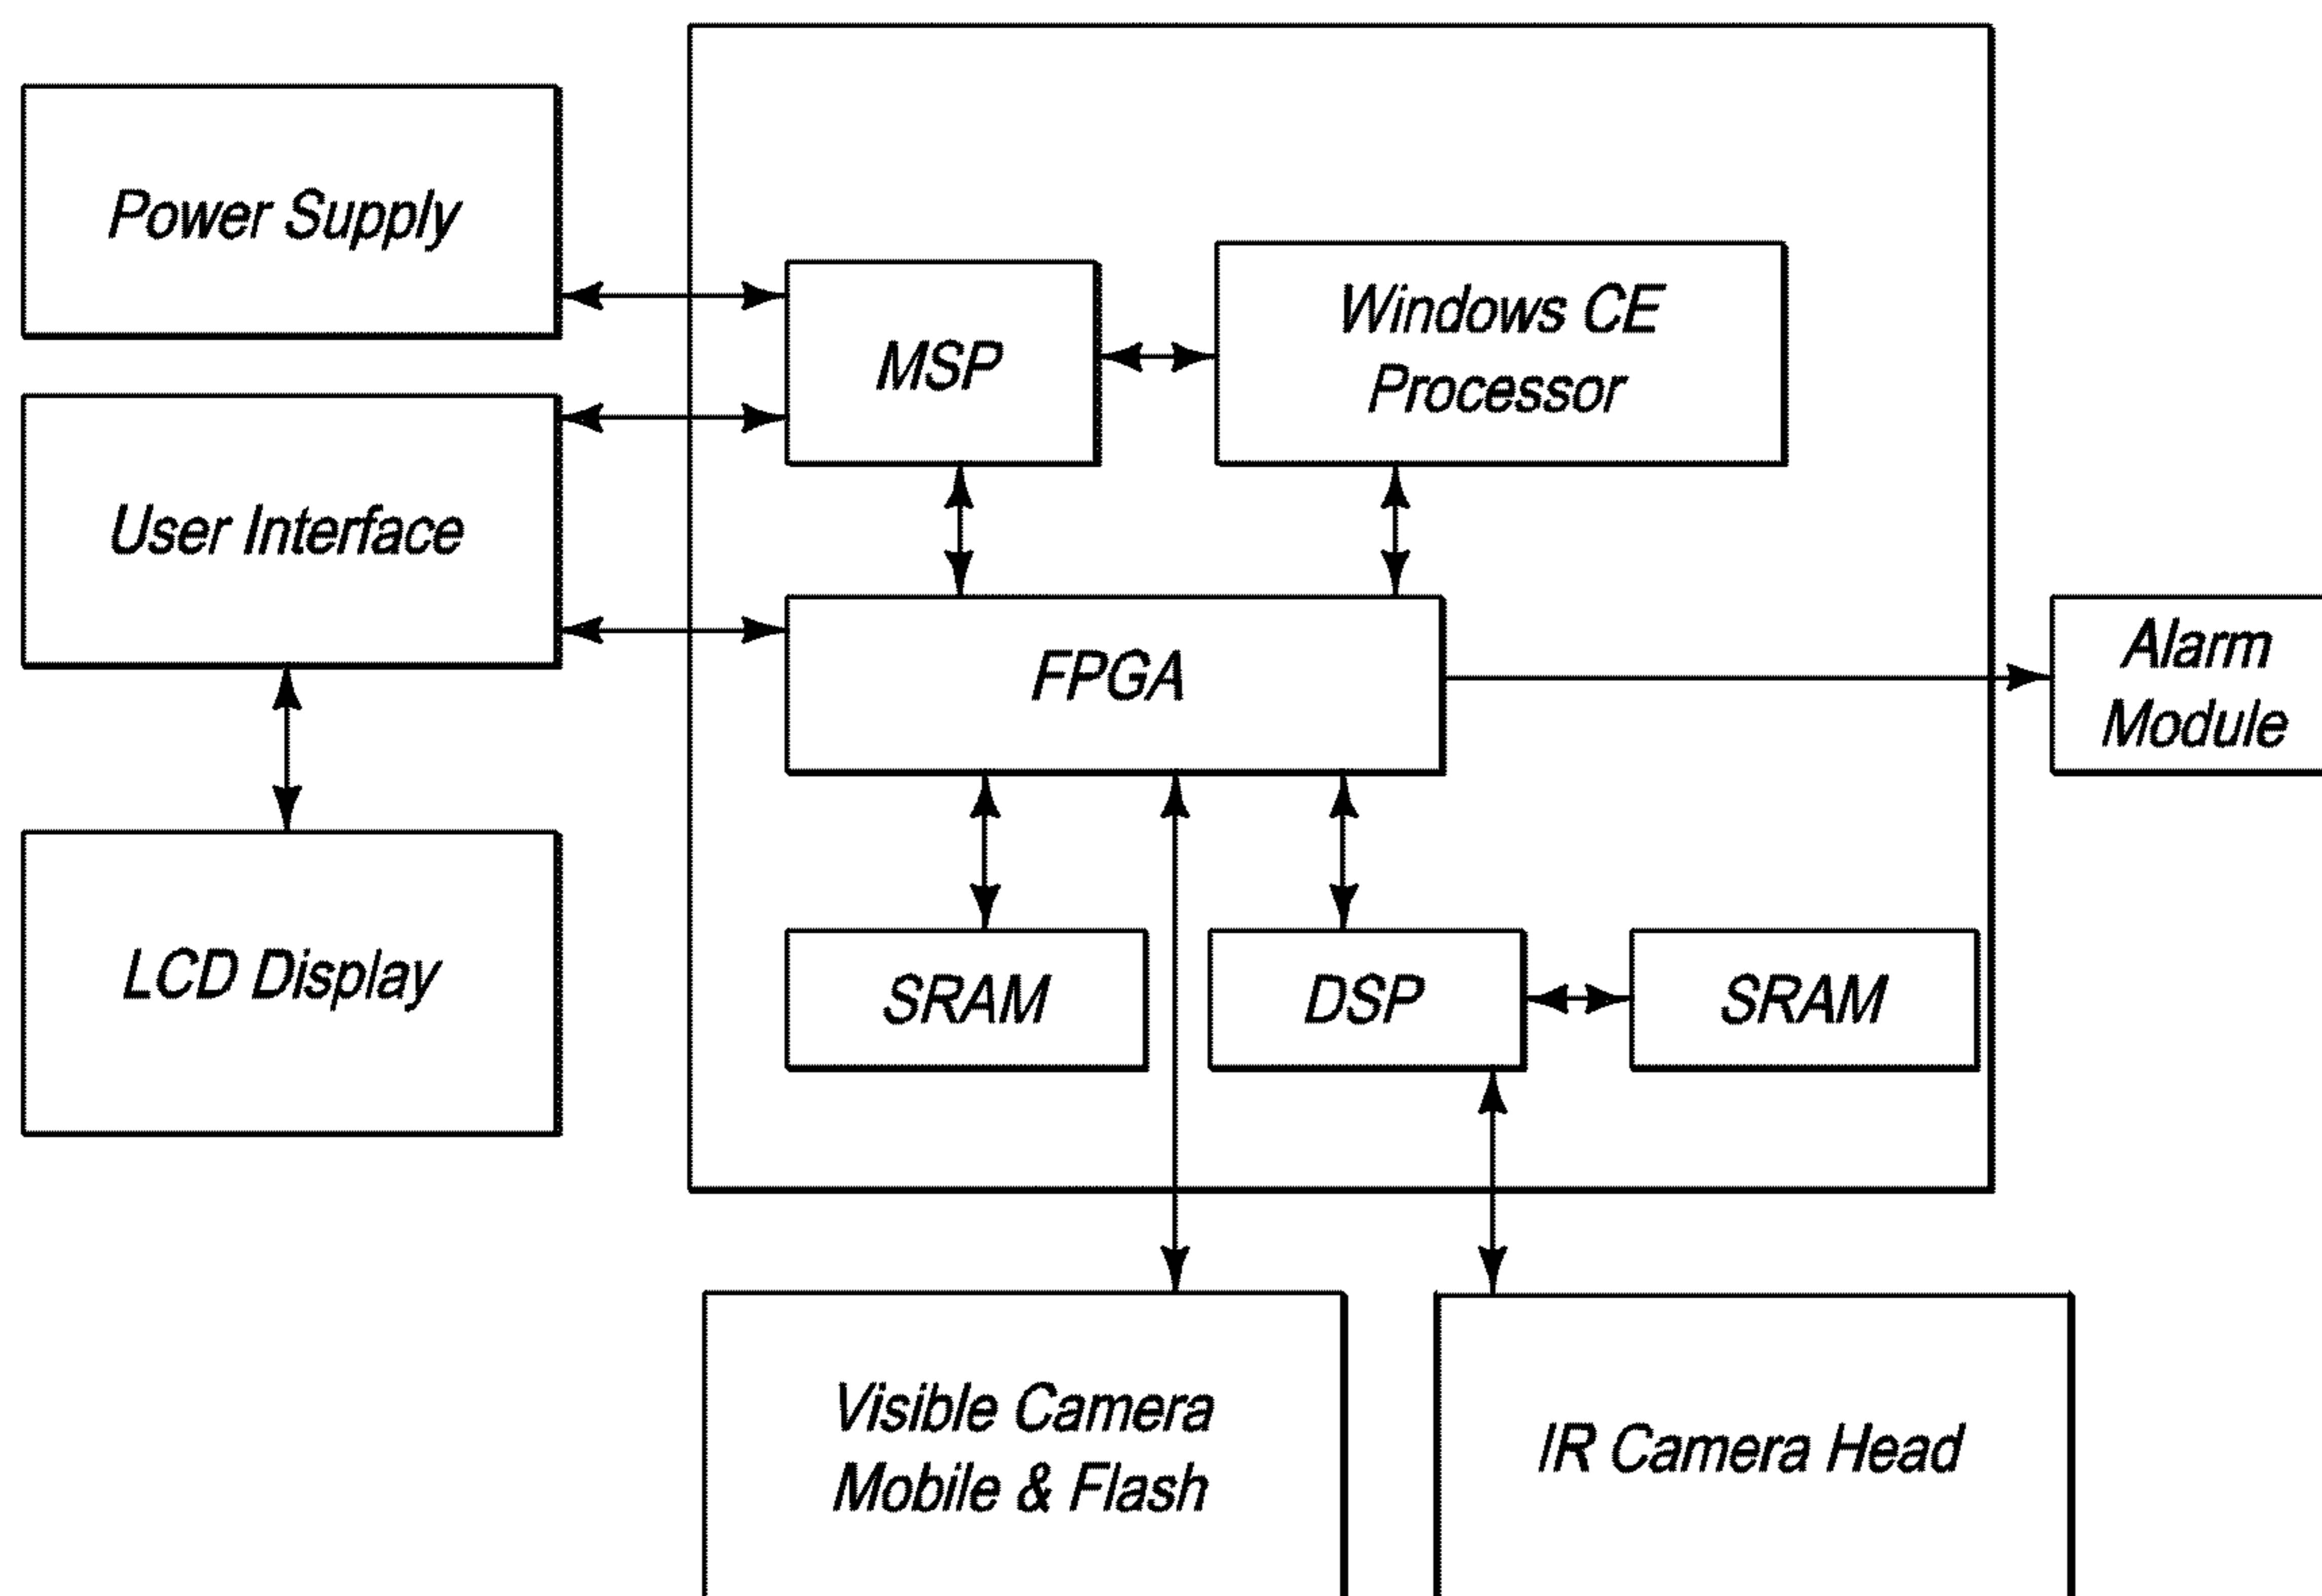 Power Supply
MSP
Windows CE
Processor
User Interface
FPGA
Alarm
Module
LCD Display
SRAM
DSP
SRAM
Visible Camera
Mobile & Flash
IR Camera Head